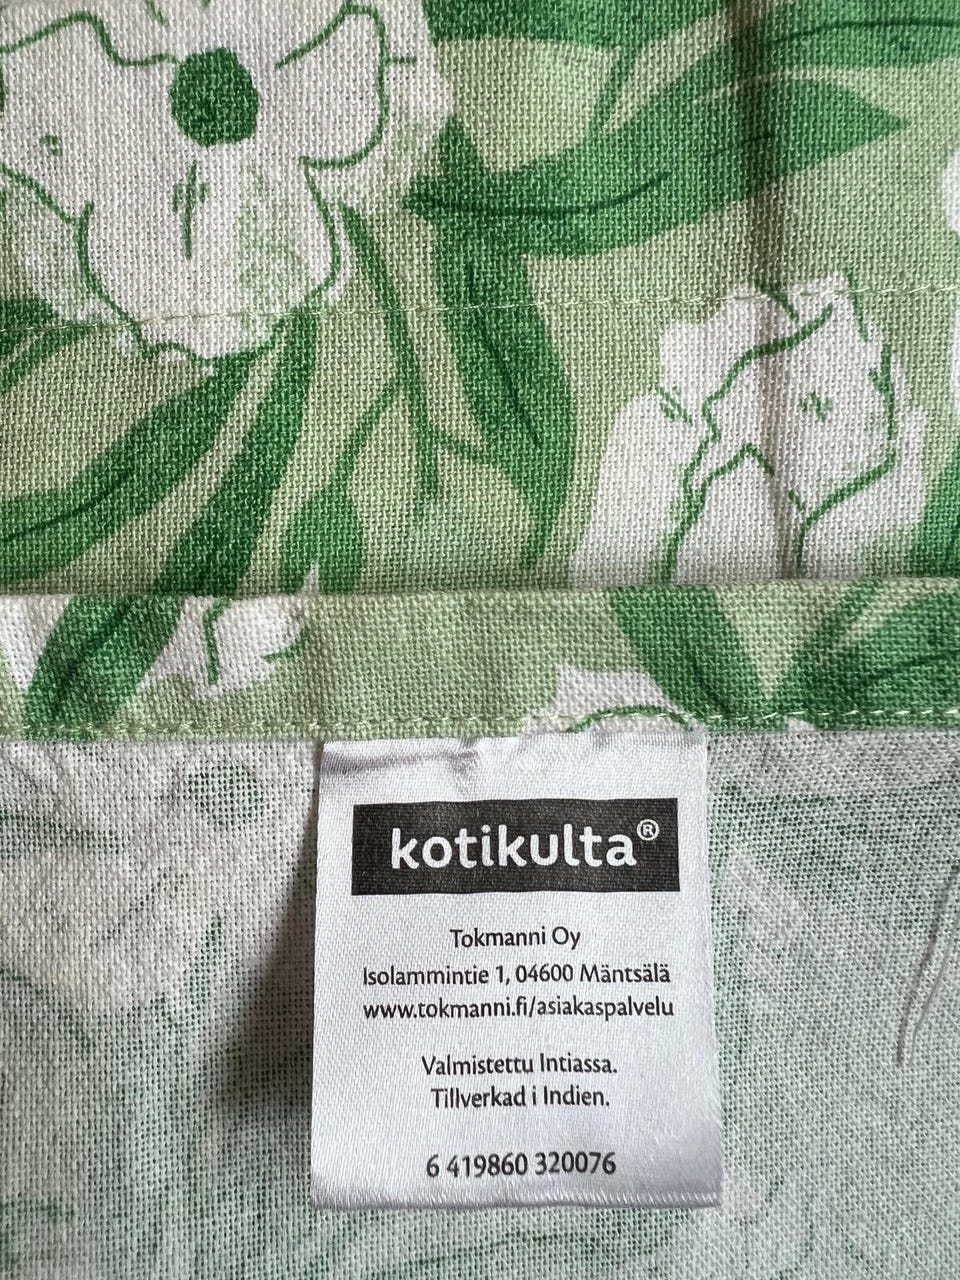 kotikulta®
Tokmanni Oy
Isolammintie 1, 04600 Mäntsälä
www.tokmanni.fi/asiakaspalvelu
Valmistettu Intiassa.
Tillverkad i Indien.
6 419860 320076